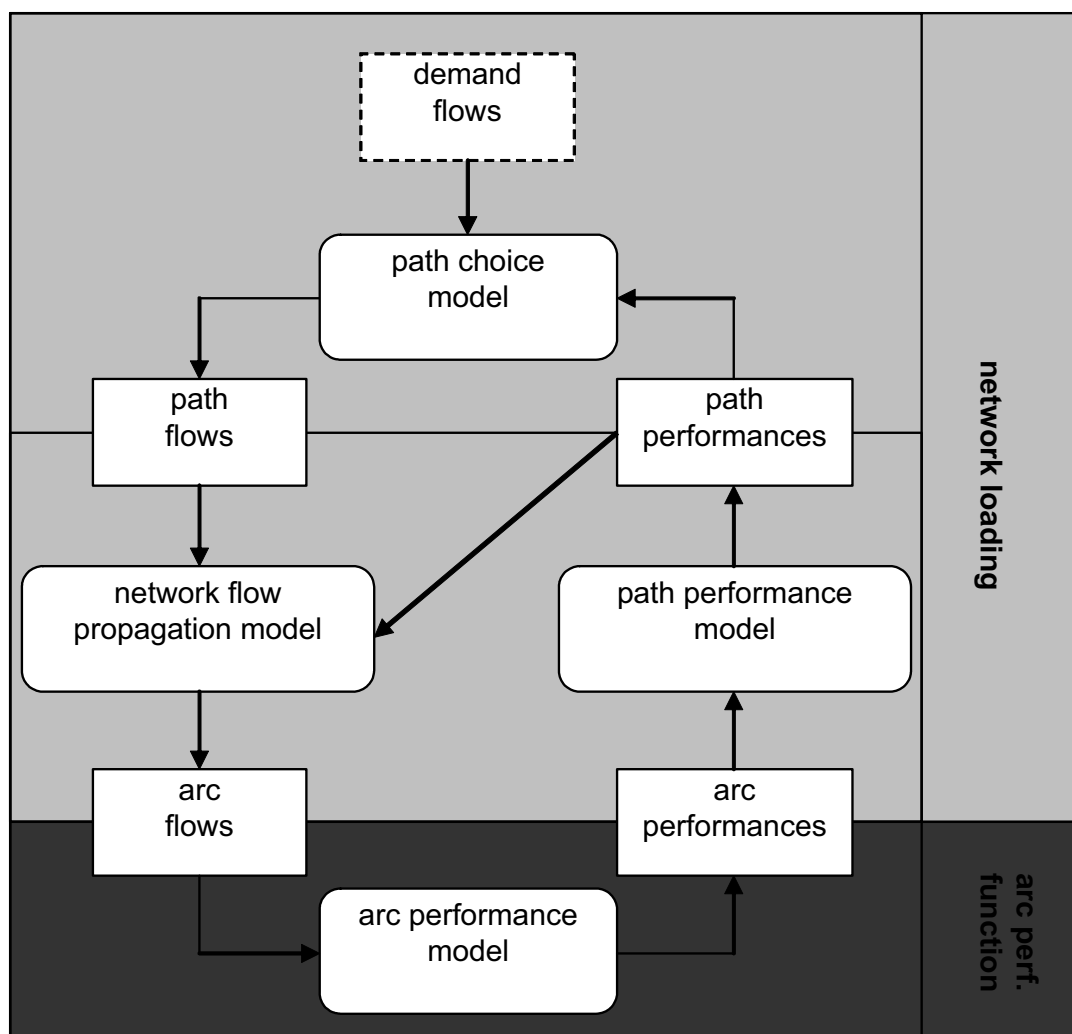 demand
flows
path choice
model
path
flows
path
performances
network loading
network flow
propagation model
path performance
model
arc
flows
arc
performances
arc performance
model
arc perf.
function